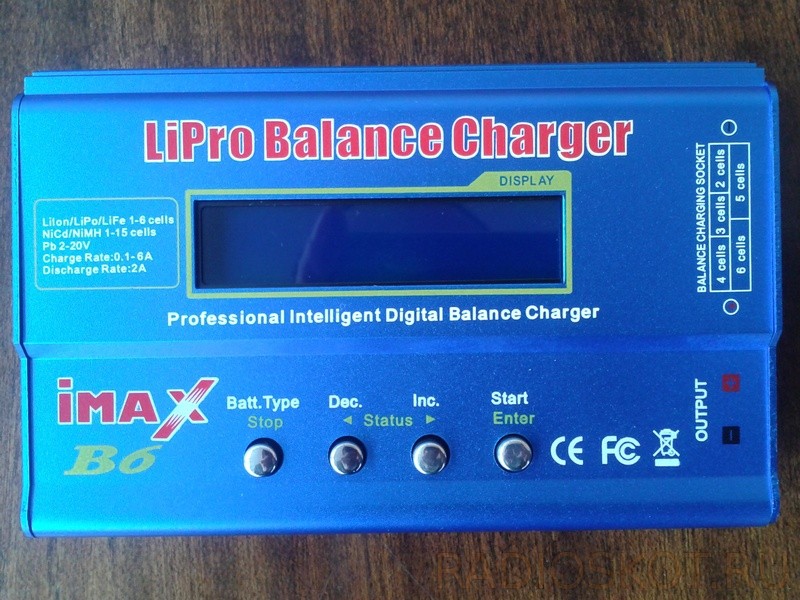 LiPro Balance Charger
DISPLAY
LiIon/LiPo/LiFe 1-6 cells
NiCd/NiMH 1-15 cells
Pb 2-20V
Charge Rate:0.1-6A
Discharge Rate:2A
Professional Intelligent Digital Balance Charger
BALANCE CHARGING SOCKET
2 cells
3 cells
4 cells
5 cells
6 cells
iMAX
B6
Batt.Type
Stop
Dec.
Inc.
◄ Status ►
Start
Enter
CE FC
OUTPUT
+
-
RADIOSKOT.RU